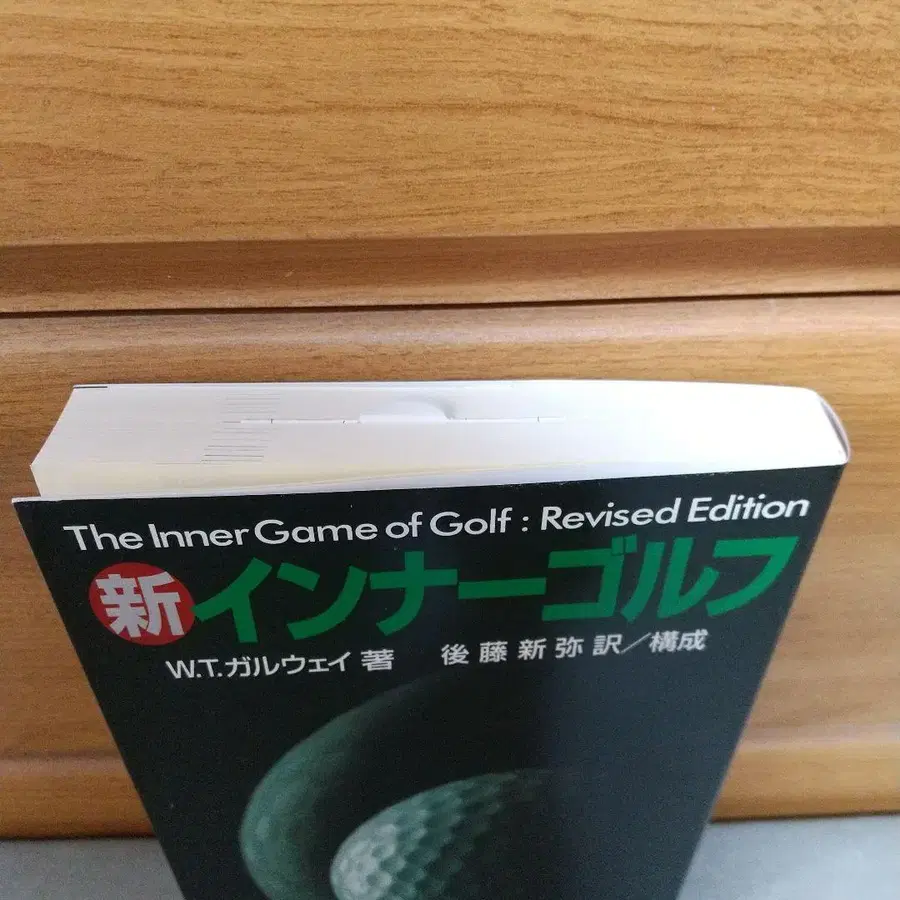 The Inner Game of Golf : Revised Edition
新インナーゴルフ
W.T.ガルウェイ 著 後藤新弥 訳/構成